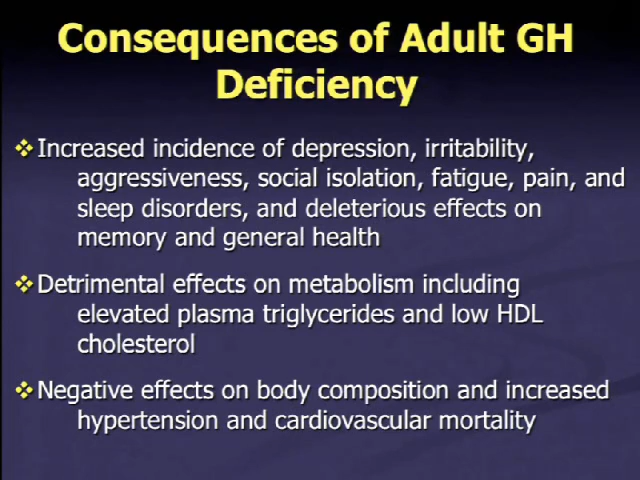 Consequences of Adult GH
Deficiency
❖Increased incidence of depression, irritability,
aggressiveness, social isolation, fatigue, pain, and
sleep disorders, and deleterious effects on
memory and general health
❖Detrimental effects on metabolism including
elevated plasma triglycerides and low HDL
cholesterol
❖Negative effects on body composition and increased
hypertension and cardiovascular mortality